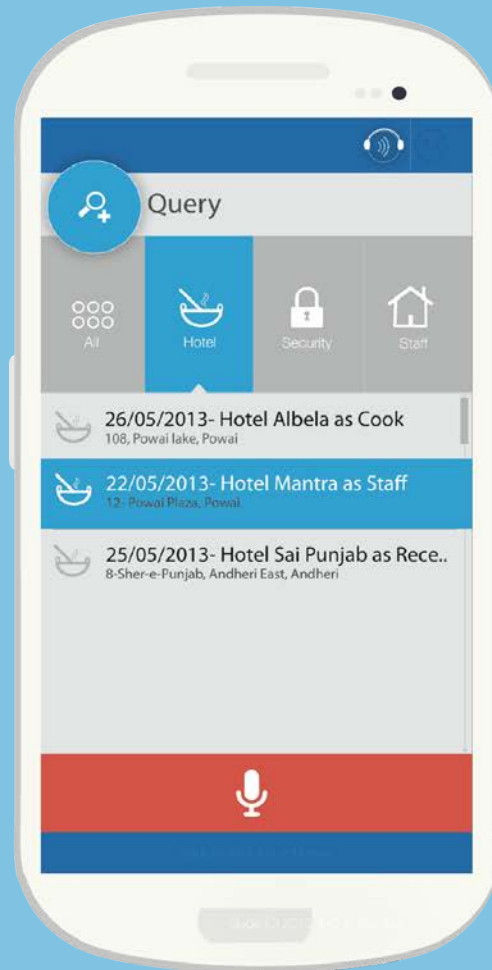 Query
All
Hotel
Security
Staff
26/05/2013- Hotel Albela as Cook
108, Powai lake, Powai
22/05/2013- Hotel Mantra as Staff
12- Powai Plaza, Powai.
25/05/2013- Hotel Sai Punjab as Rece..
8-Sher-e-Punjab, Andheri East, Andheri